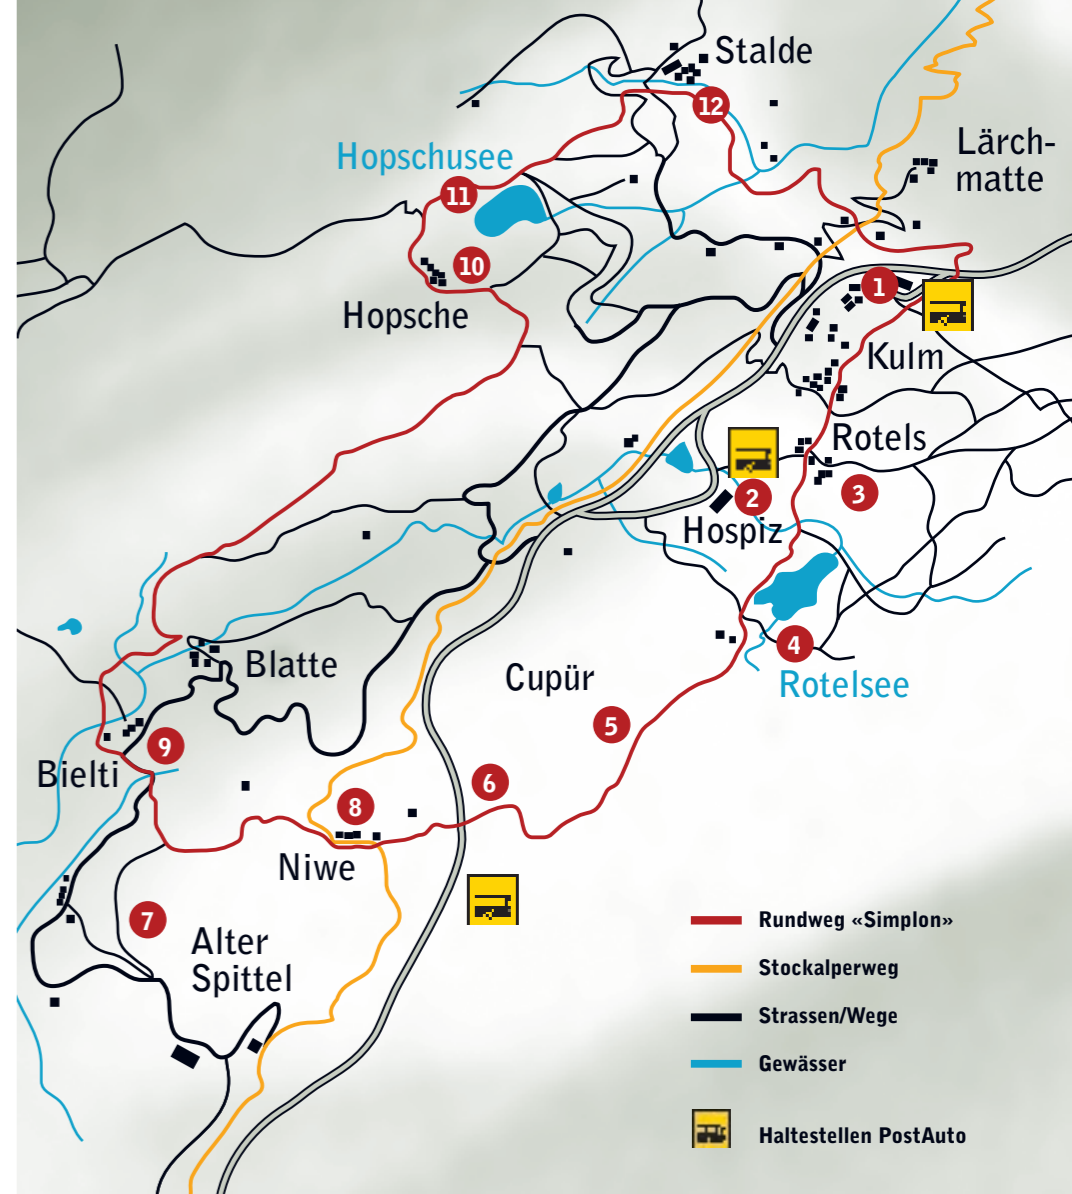 Stalde
12
Lärch-
matte
Hopschusee
11
10
Hopsche
1
Kulm
Rotels
2
3
Hospiz
4
Rotelsee
Blatte
Cupür
5
9
Bielti
6
8
Niwe
7
Alter
Spittel
Rundweg «Simplon»
Stockalperweg
Strassen/Wege
Gewässer
Haltestellen PostAuto